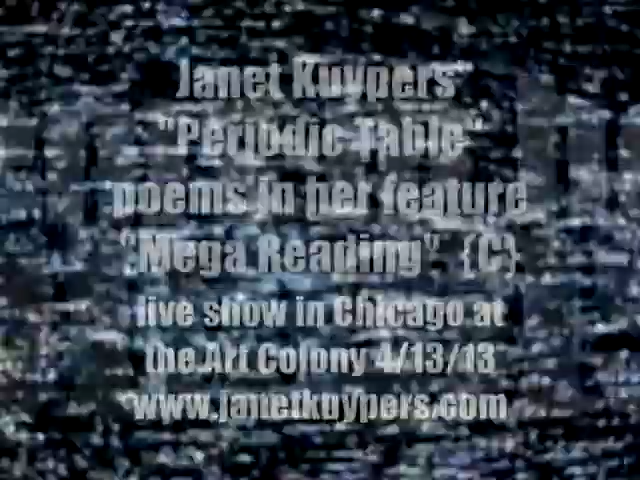 Janet Kuypers
"Periodic Table"
poems in her feature
"Mega Reading" {C}
live show in Chicago at
the Art Colony 4/13/13
www.janetkuypers.com